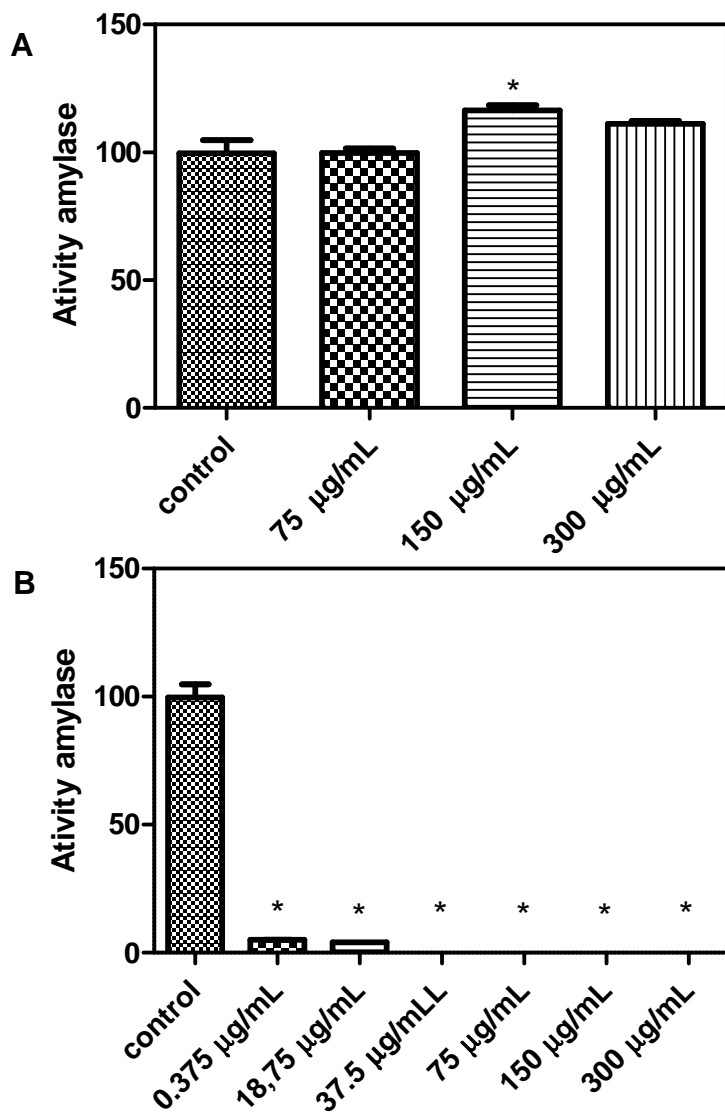 A
Ativity amylase
150
100
50
0
*
control
75 μg/mL
150 μg/mL
300 μg/mL
B
Ativity amylase
150
100
50
0
* * * * * *
control
0.375 μg/mL
18,75 μg/mL
37.5 μg/mLL
75 μg/mL
150 μg/mL
300 μg/mL